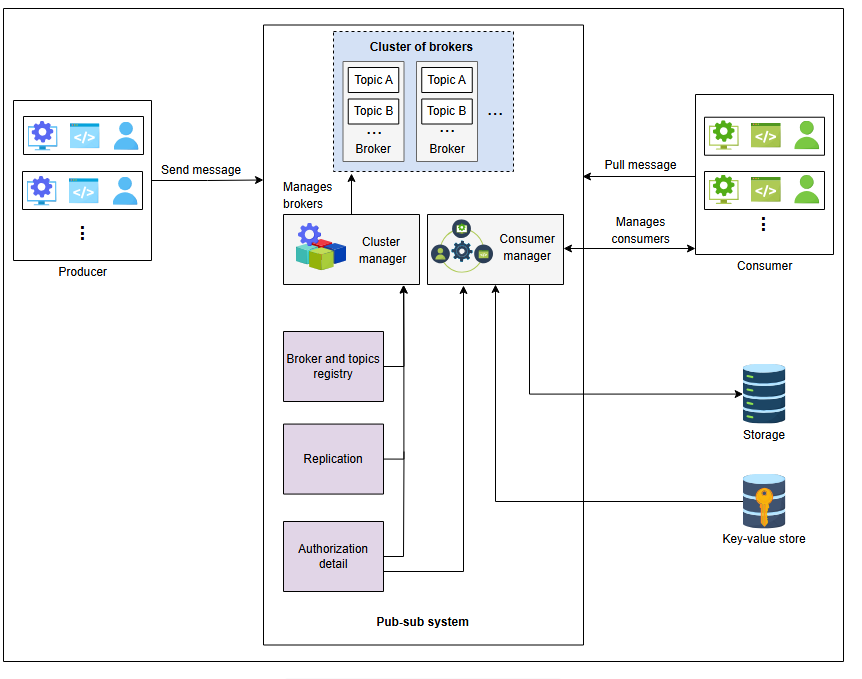 Cluster of brokers
Topic A
Topic B
...
Broker
Topic A
Topic B
...
Broker
...
Send message
Pull message
Manages
brokers
Manages
consumers
Producer
Consumer
Cluster
manager
Consumer
manager
</>
</>
</>
</>
Broker and topics
registry
Replication
Authorization
detail
Storage
Key-value store
Pub-sub system